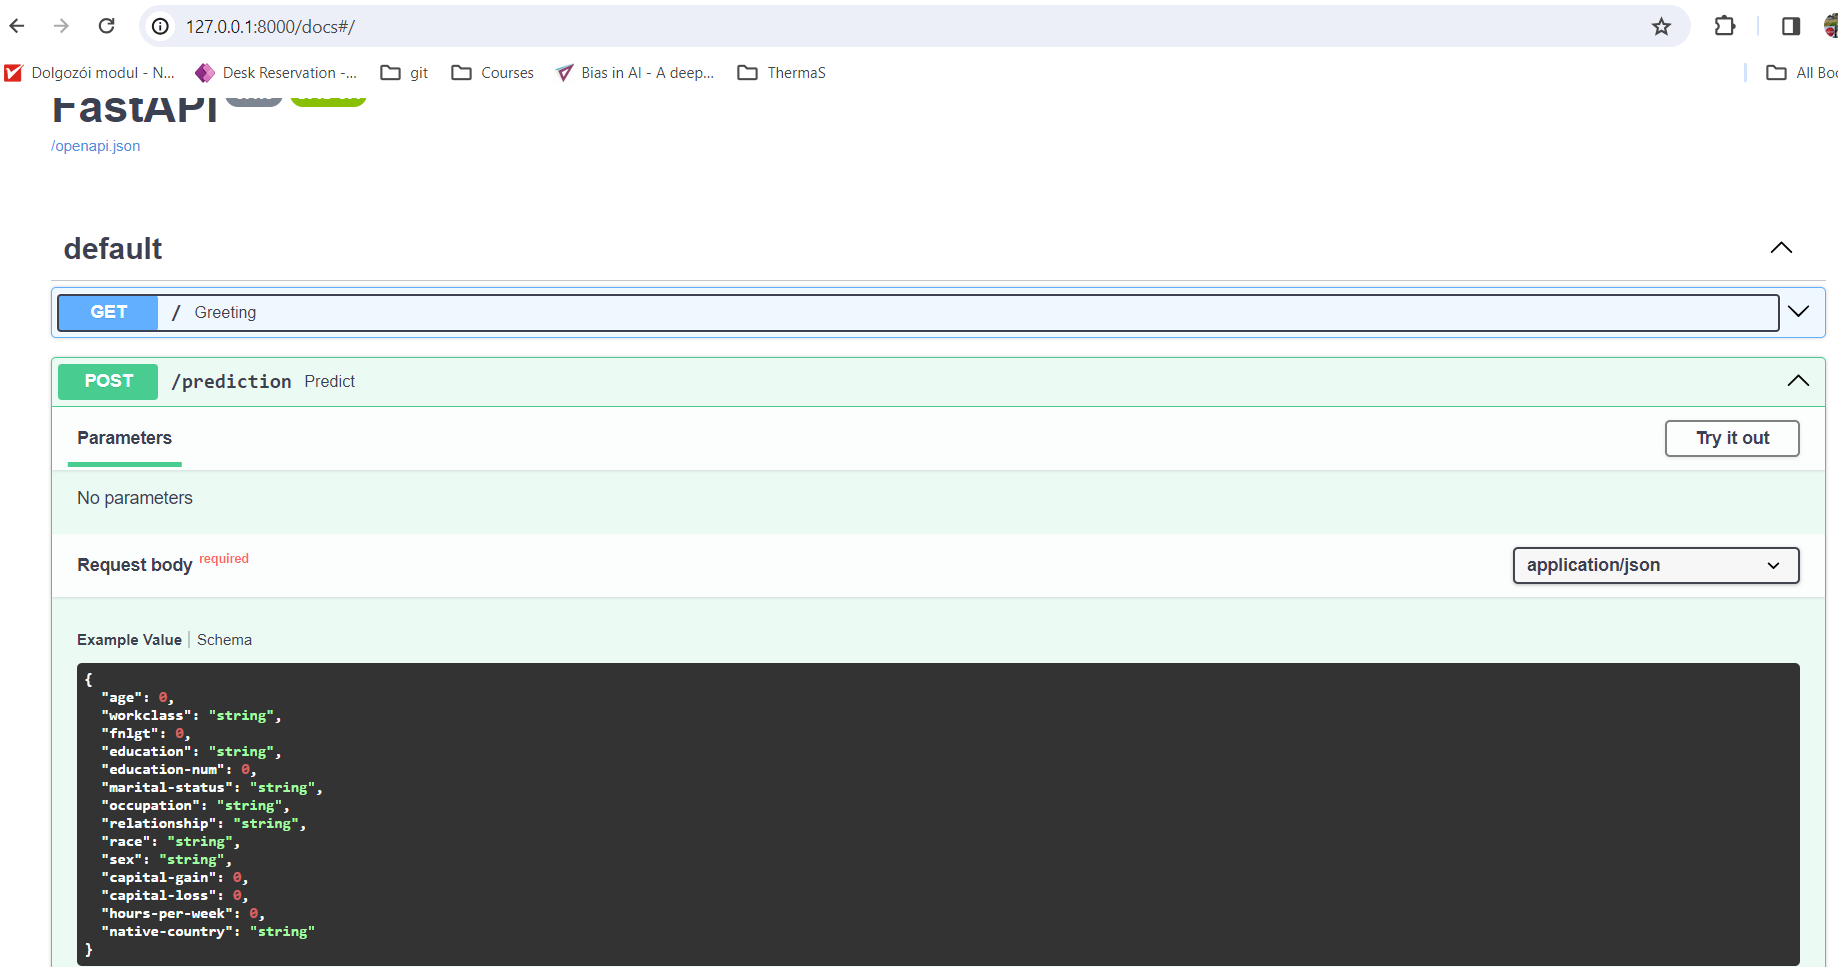 127.0.0.1:8000/docs#/
Dolgozói modul - N... Desk Reservation -... git Courses Bias in AI - A deep... ThermaS All Boo
FastAPI
/openapi.json
default
GET / Greeting
POST /prediction Predict
Parameters Try it out
No parameters
Request body required application/json
Example Value | Schema
{
"age": 0,
"workclass": "string",
"fnlgt": 0,
"education": "string",
"education-num": 0,
"marital-status": "string",
"occupation": "string",
"relationship": "string",
"race": "string",
"sex": "string",
"capital-gain": 0,
"capital-loss": 0,
"hours-per-week": 0,
"native-country": "string"
}